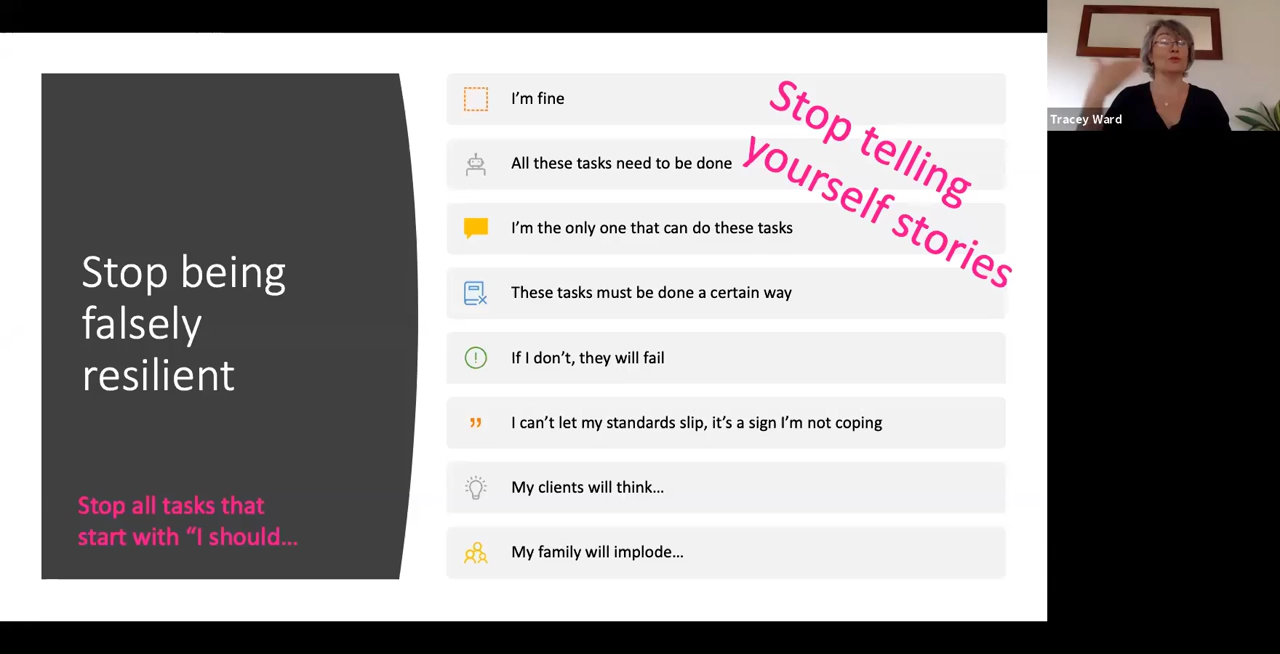 Stop being
falsely
resilient
Stop all tasks that
start with “I should...
I’m fine
All these tasks need to be done
I’m the only one that can do these tasks
These tasks must be done a certain way
If I don’t, they will fail
I can’t let my standards slip, it’s a sign I’m not coping
My clients will think...
My family will implode...
Stop telling
yourself stories
Tracey Ward